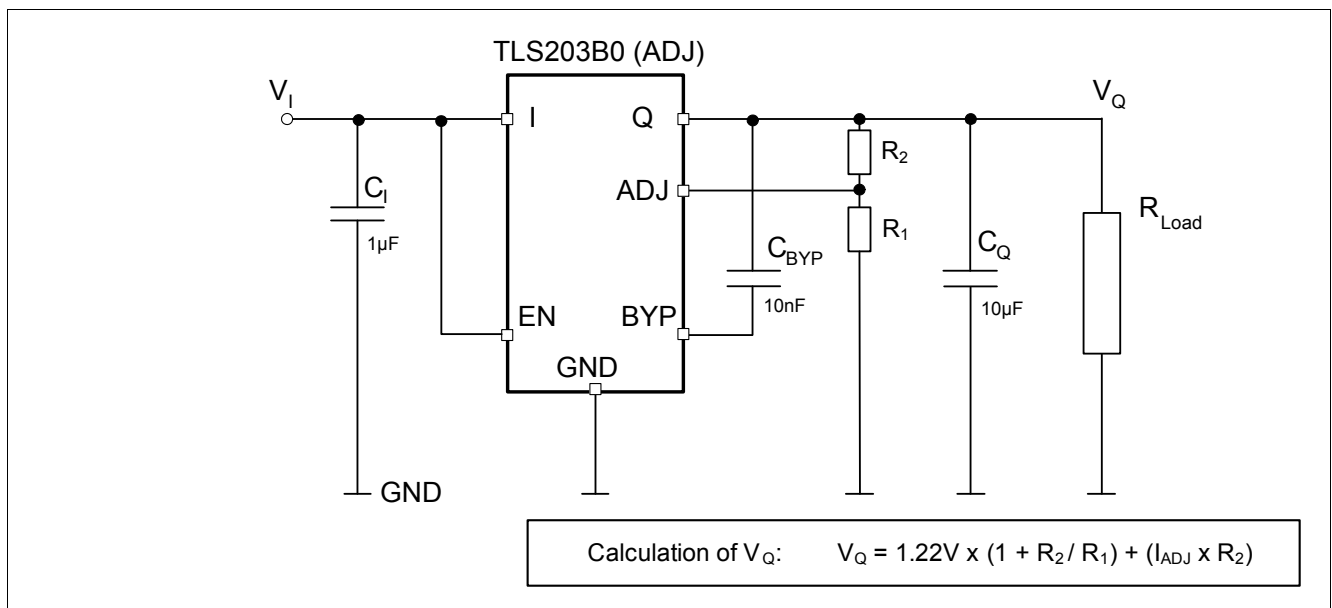 TLS203B0 (ADJ)
V_I
I
Q
V_Q
R_2
C_I
1µF
ADJ
R_1
R_Load
C_BYP
10nF
C_Q
10µF
EN
BYP
GND
GND
Calculation of V_Q: V_Q = 1.22V x (1 + R_2 / R_1) + (I_ADJ x R_2)